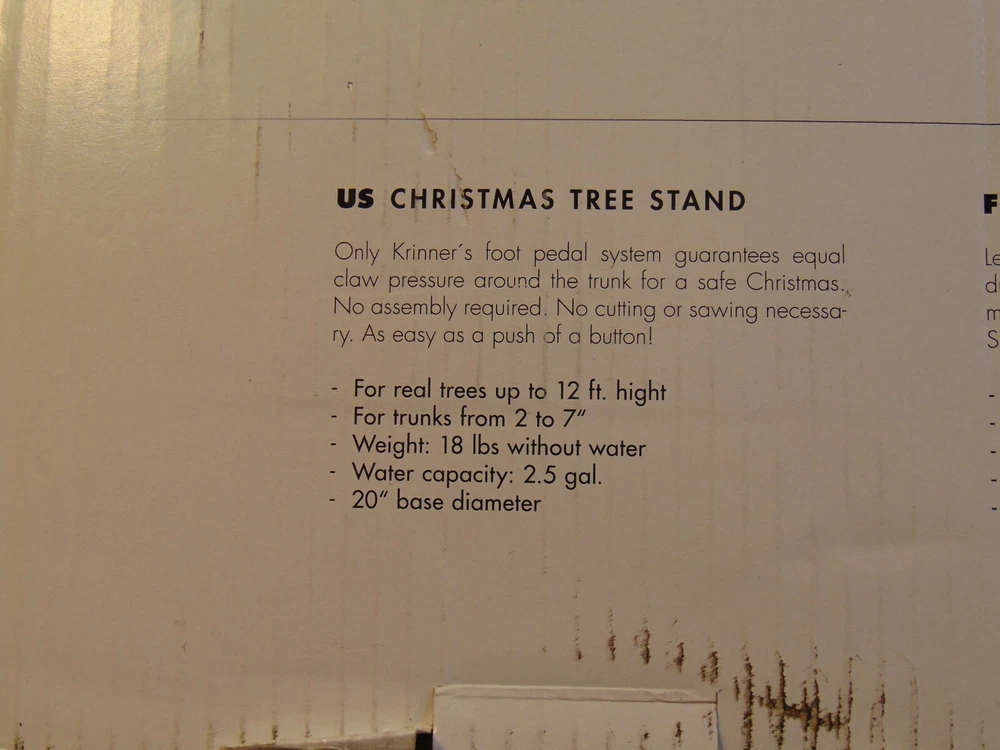 US CHRISTMAS TREE STAND
Only Krinner´s foot pedal system guarantees equal
claw pressure around the trunk for a safe Christmas.
No assembly required. No cutting or sawing necessa-
ry. As easy as a push of a button!
- For real trees up to 12 ft. hight
- For trunks from 2 to 7“
- Weight: 18 lbs without water
- Water capacity: 2.5 gal.
- 20“ base diameter